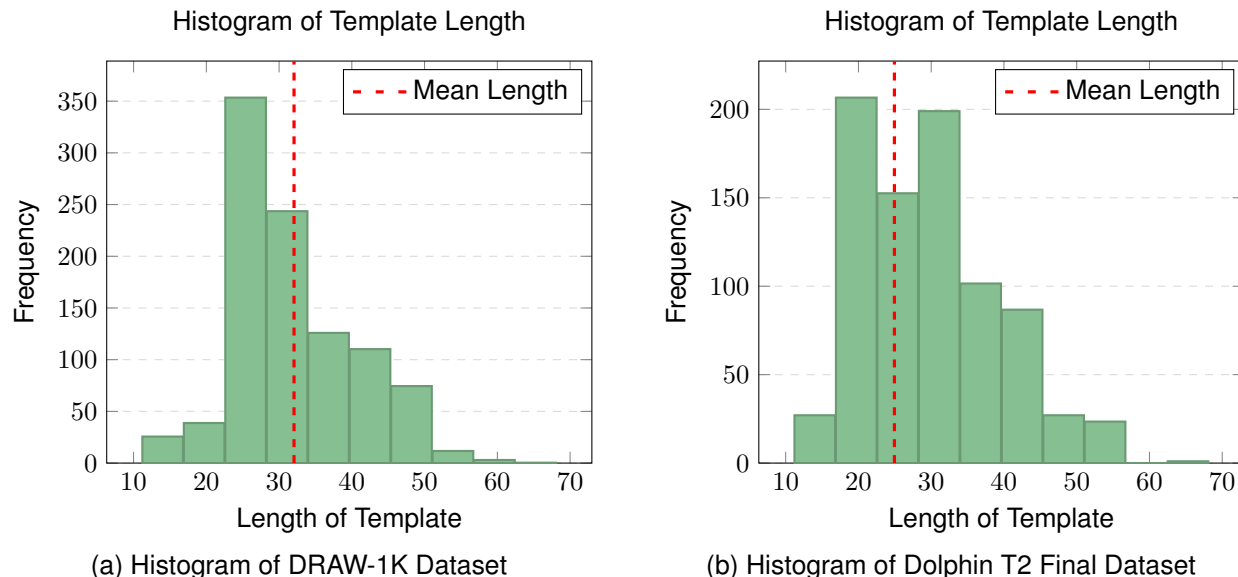 Histogram of Template Length
350
300
250
200
150
100
50
0
10 20 30 40 50 60 70
Frequency
Length of Template
Mean Length
(a) Histogram of DRAW-1K Dataset
Histogram of Template Length
200
150
100
50
0
10 20 30 40 50 60 70
Frequency
Length of Template
Mean Length
(b) Histogram of Dolphin T2 Final Dataset